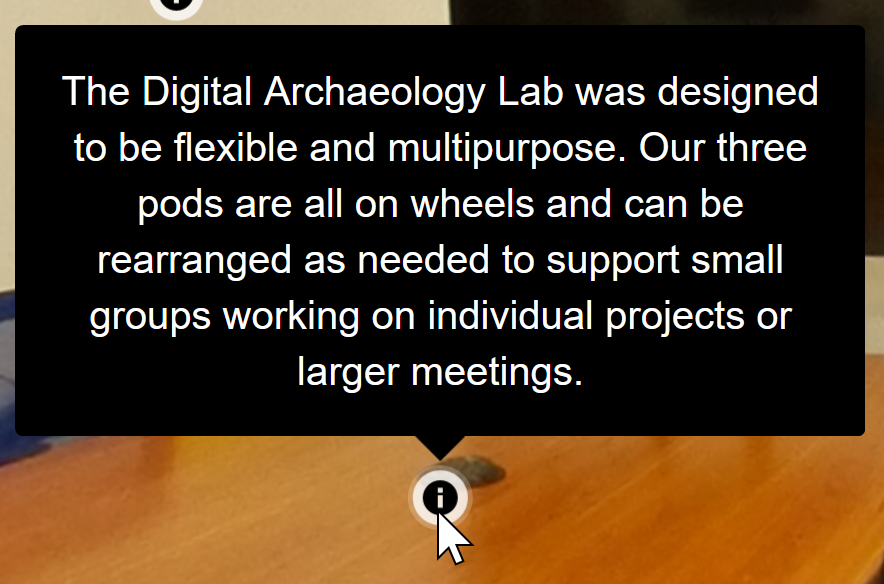 The Digital Archaeology Lab was designed
to be flexible and multipurpose. Our three
pods are all on wheels and can be
rearranged as needed to support small
groups working on individual projects or
larger meetings.